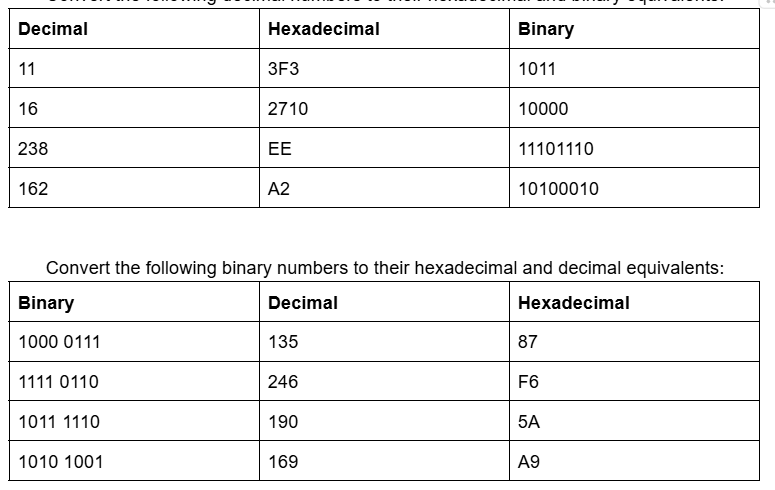 Decimal Hexadecimal Binary
11 3F3 1011
16 2710 10000
238 EE 11101110
162 A2 10100010
Convert the following binary numbers to their hexadecimal and decimal equivalents:
Binary Decimal Hexadecimal
1000 0111 135 87
1111 0110 246 F6
1011 1110 190 5A
1010 1001 169 A9